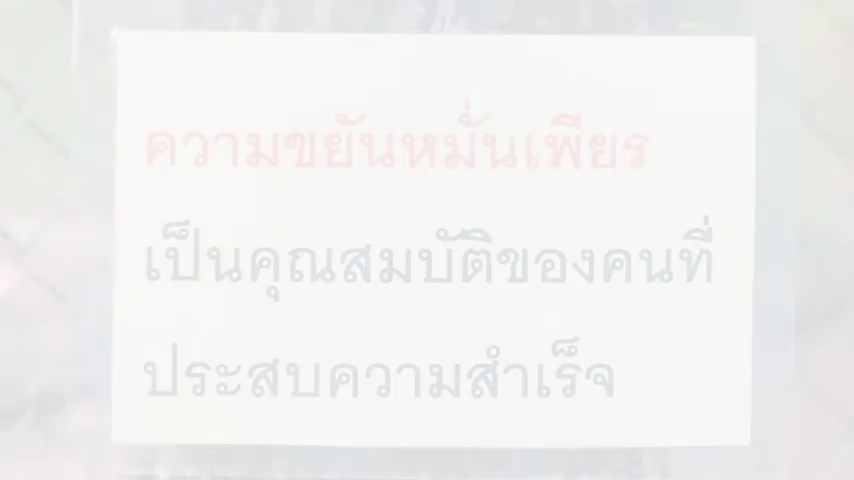 ความขยันหมั่นเพียร
เป็นคุณสมบัติของคนที่
ประสบความสำเร็จ